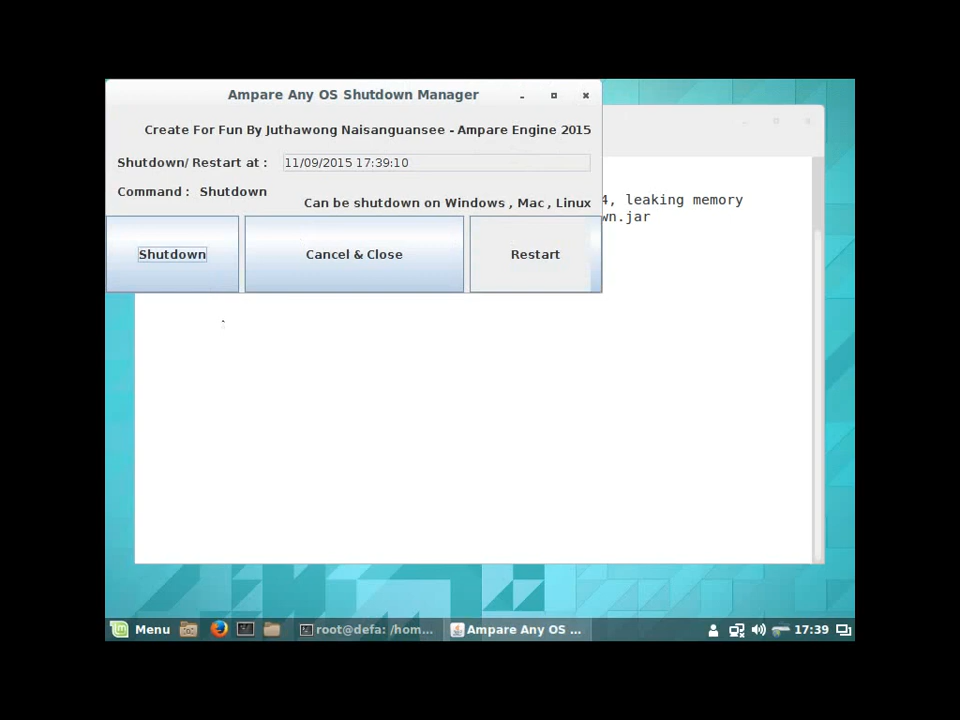 Ampare Any OS Shutdown Manager
Create For Fun By Juthawong Naisanguansee - Ampare Engine 2015
Shutdown/ Restart at : 11/09/2015 17:39:10
Command : Shutdown
Can be shutdown on Windows , Mac , Linux
4, leaking memory
wn.jar
Shutdown Cancel & Close Restart
Menu root@defa: /hom... Ampare Any OS ... 17:39